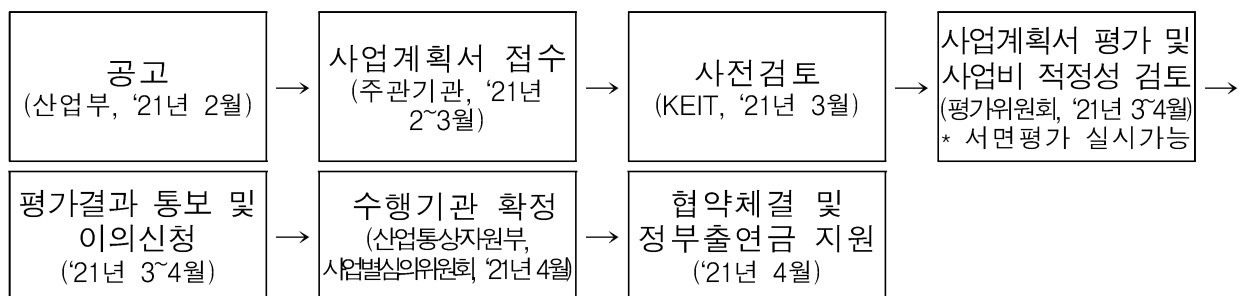 공고
(산업부, ‘21년 2월)
→
사업계획서 접수
(주관기관, ‘21년
2~3월)
→
사전검토
(KEIT, ‘21년 3월)
→
사업계획서 평가 및
사업비 적정성 검토
(평가위원회, ‘21년 3~4월)
* 서면평가 실시가능
→
평가결과 통보 및
이의신청
(‘21년 3~4월)
→
수행기관 확정
(산업통상자원부,
사업별심의위원회, ‘21년 4월)
→
협약체결 및
정부출연금 지원
(‘21년 4월)